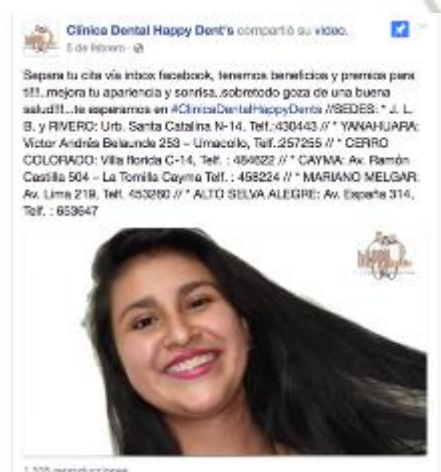 Clínica Dental Happy Dent's compartió su video.
5 de febrero ·
Separa tu cita vía inbox facebook, tenemos beneficios y premios para
ti!!!..mejora tu apariencia y sonrisa..sobretodo goza de una buena
salud!!!...te esperamos en #ClinicaDentalHappyDents //SEDES: * J. L.
B. y RIVERO: Urb. Santa Catalina N-14. Telf.:430443 // * YANAHUARA:
Victor Andrés Belaunde 253 – Umacollo, Telf.:257255 // * CERRO
COLORADO: Villa florida C-14, Telf. : 484622 // * CAYMA: Av. Ramón
Castilla 504 – La Tomilla Cayma Telf. : 458224 // * MARIANO MELGAR:
Av. Lima 219, Telf. 453260 // * ALTO SELVA ALEGRE: Av. España 314,
Telf. : 653647
happy
reproducciones